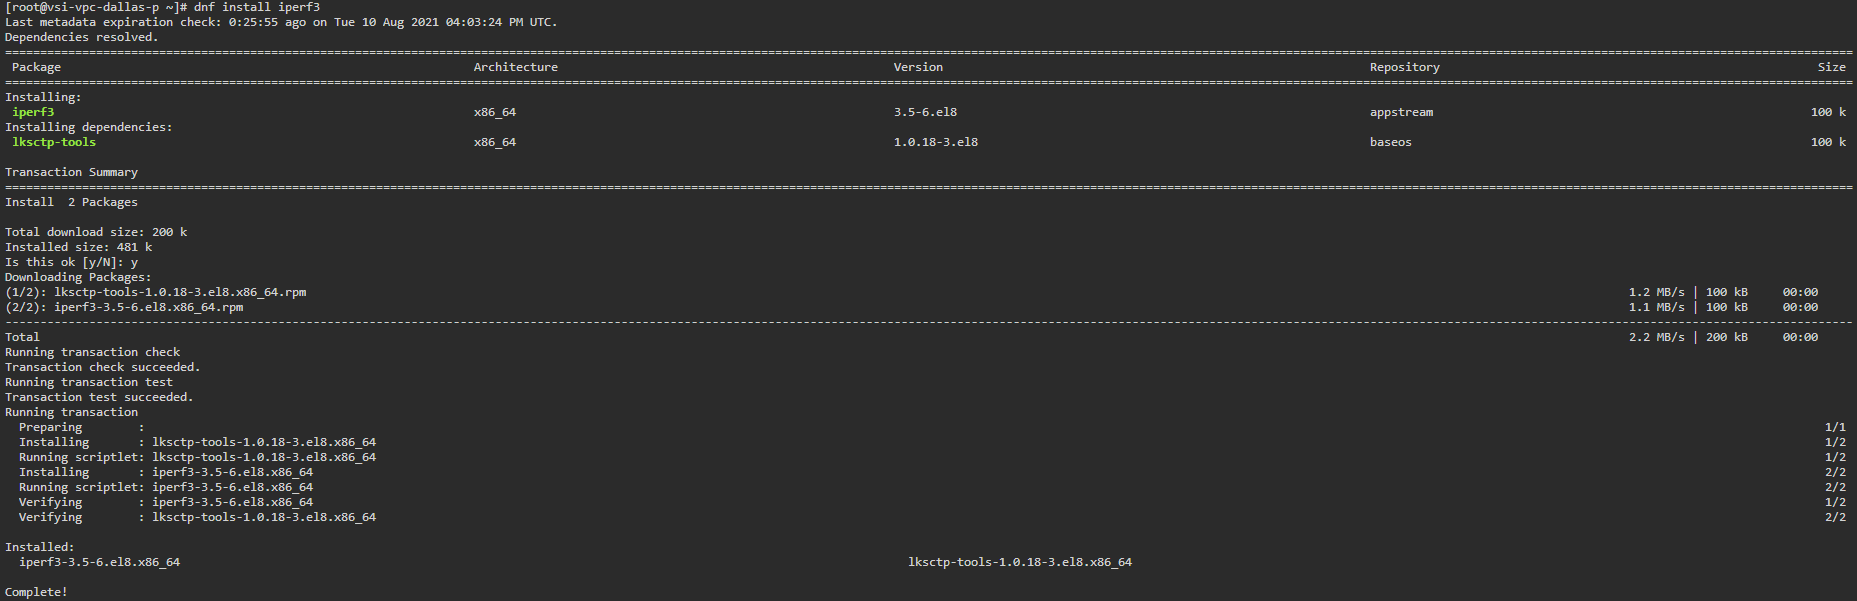 [root@vsi-vpc-dallas-p ~]# dnf install iperf3
Last metadata expiration check: 0:25:55 ago on Tue 10 Aug 2021 04:03:24 PM UTC.
Dependencies resolved.
Package Architecture Version Repository Size
Installing:
iperf3 x86_64 3.5-6.el8 appstream 100 k
Installing dependencies:
lksctp-tools x86_64 1.0.18-3.el8 baseos 100 k
Transaction Summary
Install 2 Packages
Total download size: 200 k
Installed size: 481 k
Is this ok [y/N]: y
Downloading Packages:
(1/2): lksctp-tools-1.0.18-3.el8.x86_64.rpm 1.2 MB/s | 100 kB 00:00
(2/2): iperf3-3.5-6.el8.x86_64.rpm 1.1 MB/s | 100 kB 00:00
Total 2.2 MB/s | 200 kB 00:00
Running transaction check
Transaction check succeeded.
Running transaction test
Transaction test succeeded.
Running transaction
Preparing : 1/1
Installing : lksctp-tools-1.0.18-3.el8.x86_64 1/2
Running scriptlet: lksctp-tools-1.0.18-3.el8.x86_64 1/2
Installing : iperf3-3.5-6.el8.x86_64 2/2
Running scriptlet: iperf3-3.5-6.el8.x86_64 2/2
Verifying : iperf3-3.5-6.el8.x86_64 1/2
Verifying : lksctp-tools-1.0.18-3.el8.x86_64 2/2
Installed:
iperf3-3.5-6.el8.x86_64 lksctp-tools-1.0.18-3.el8.x86_64
Complete!